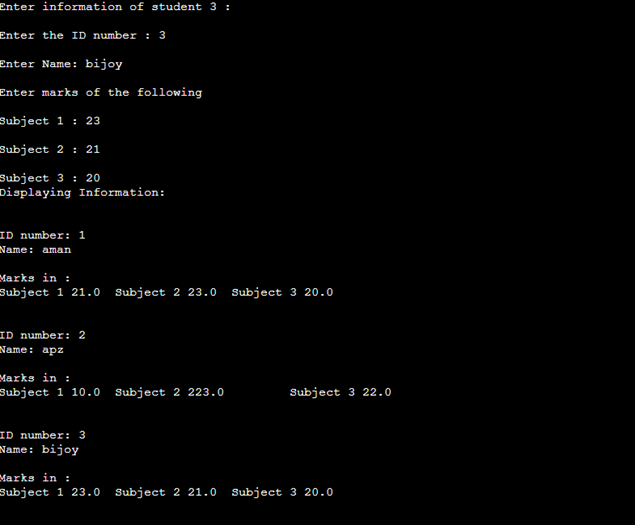 Enter information of student 3 :
Enter the ID number : 3
Enter Name: bijoy
Enter marks of the following
Subject 1 : 23
Subject 2 : 21
Subject 3 : 20
Displaying Information:
ID number: 1
Name: aman
Marks in :
Subject 1 21.0  Subject 2 23.0  Subject 3 20.0
ID number: 2
Name: apz
Marks in :
Subject 1 10.0  Subject 2 223.0         Subject 3 22.0
ID number: 3
Name: bijoy
Marks in :
Subject 1 23.0  Subject 2 21.0  Subject 3 20.0